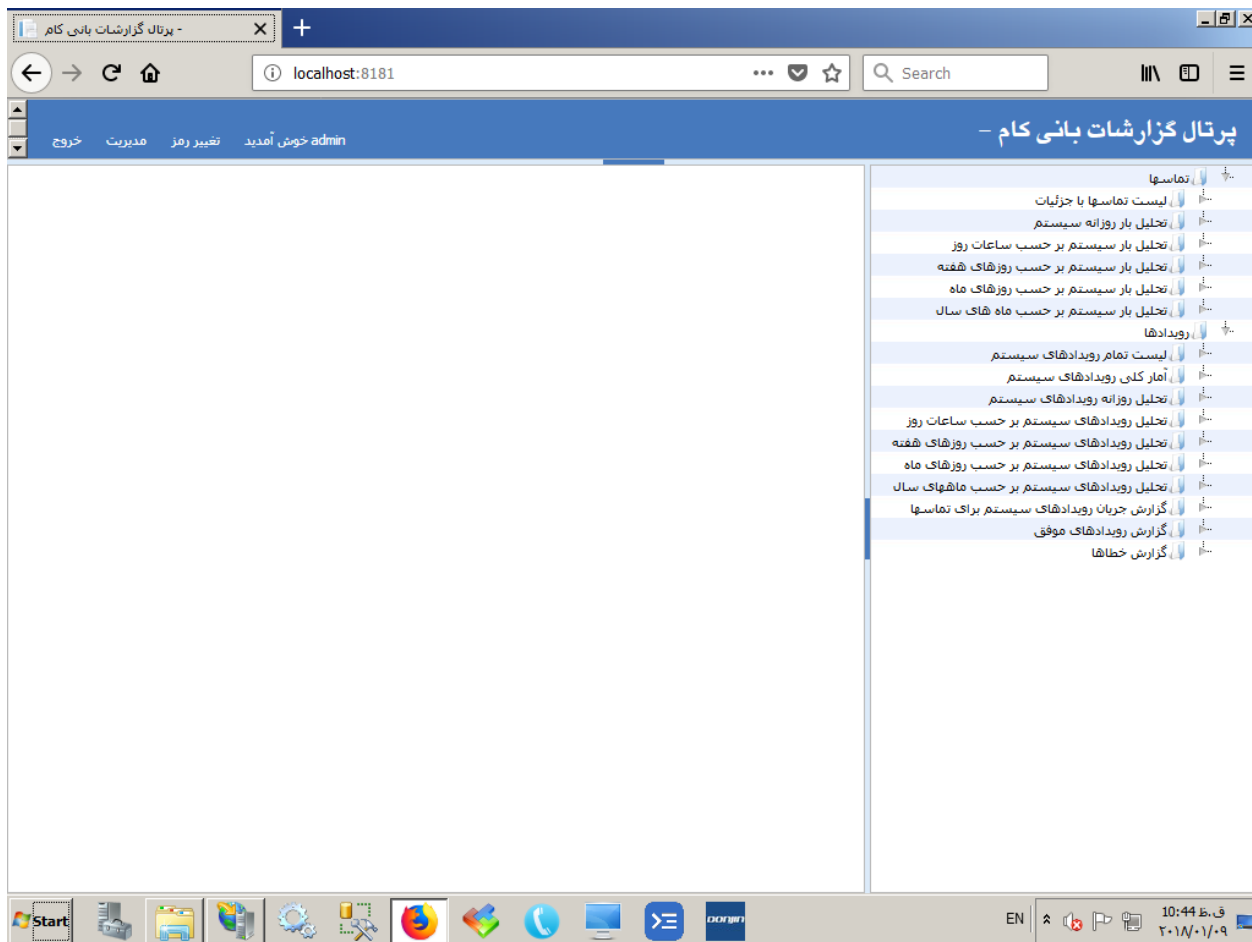 پرتال گزارشات بانی کام -
localhost:8181
Search
پرتال گزارشات بانی کام –
admin خوش آمدید
تغییر رمز
مدیریت
خروج
تماسها
لیست تماسها با جزئیات
تحلیل بار روزانه سیستم
تحلیل بار سیستم بر حسب ساعات روز
تحلیل بار سیستم بر حسب روزهای هفته
تحلیل بار سیستم بر حسب روزهای ماه
تحلیل بار سیستم بر حسب ماه های سال
رویدادها
لیست تمام رویدادهای سیستم
آمار کلی رویدادهای سیستم
تحلیل روزانه رویدادهای سیستم
تحلیل رویدادهای سیستم بر حسب ساعات روز
تحلیل رویدادهای سیستم بر حسب روزهای هفته
تحلیل رویدادهای سیستم بر حسب روزهای ماه
تحلیل رویدادهای سیستم بر حسب ماههای سال
گزارش جریان رویدادهای سیستم برای تماسها
گزارش رویدادهای موفق
گزارش خطاها
Start
EN
10:44 ق.ظ
۲۰۱۸/۰۱/۰۹